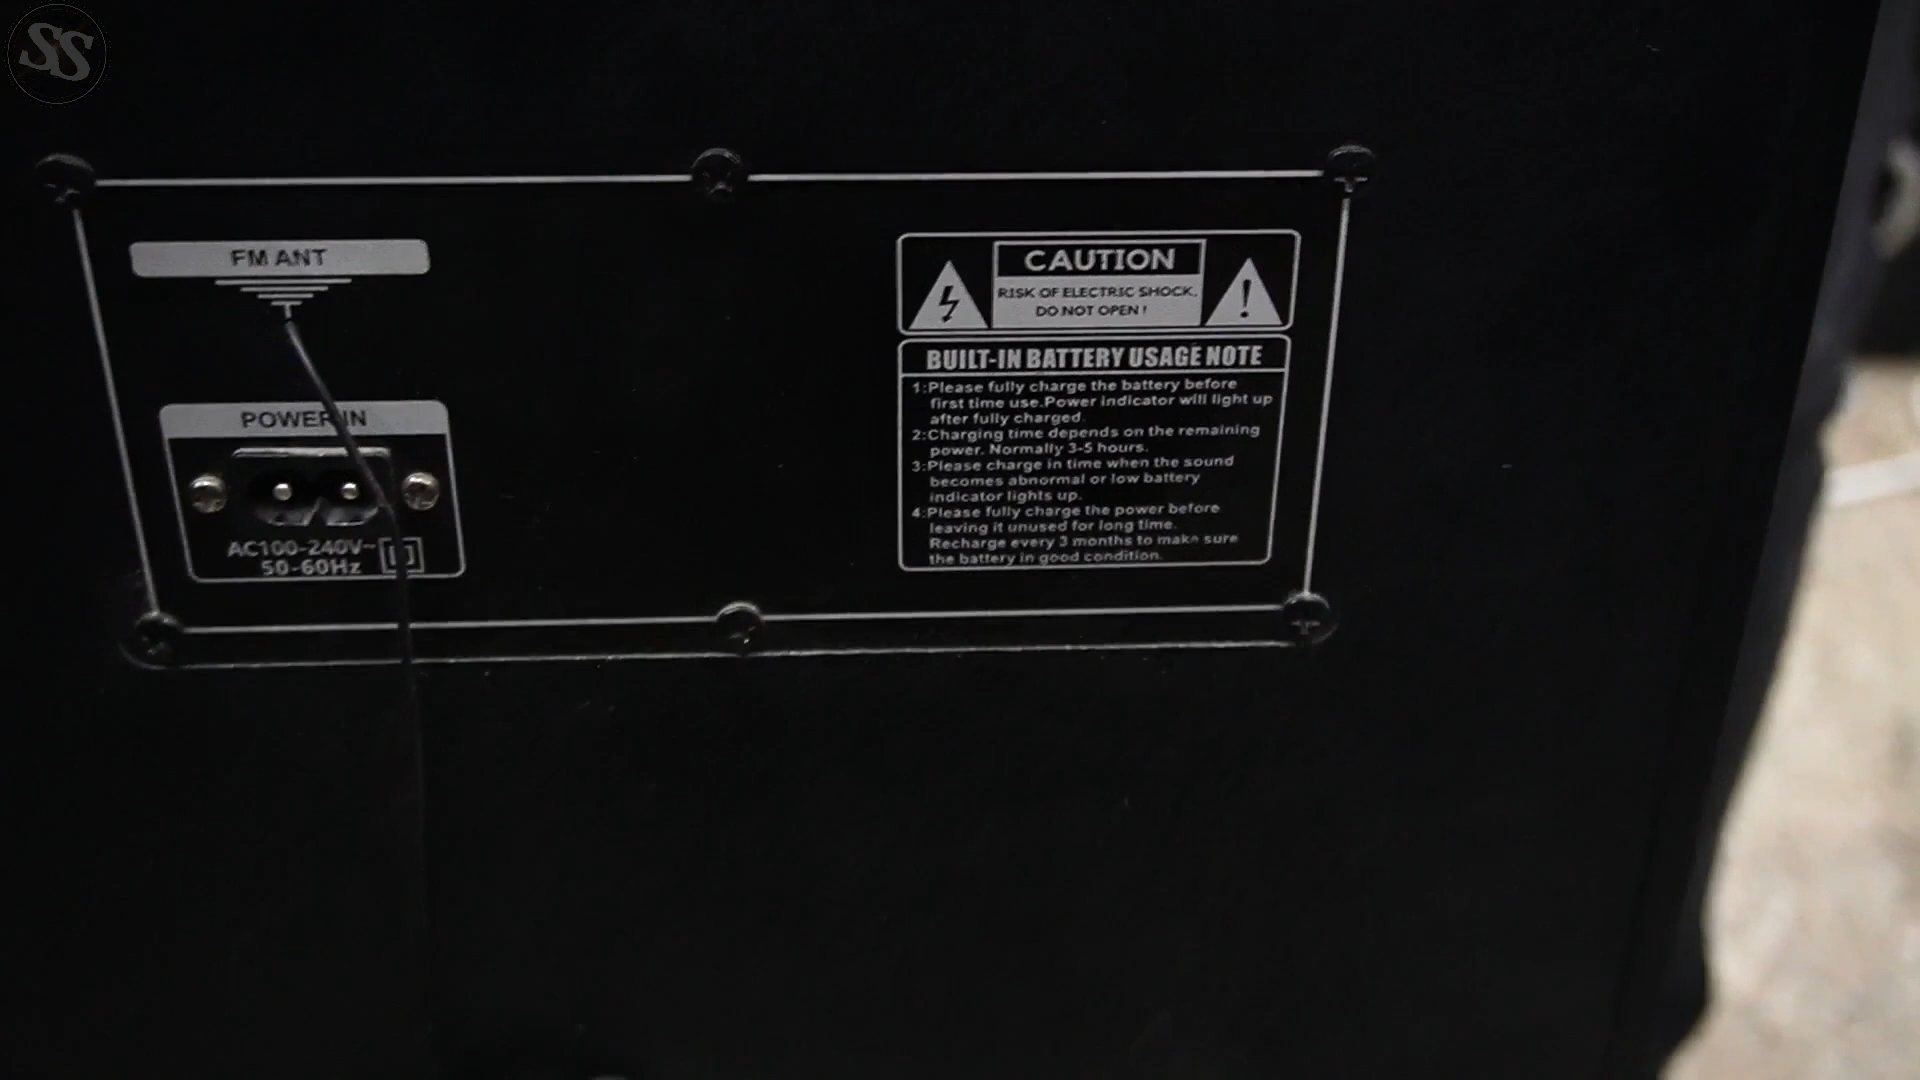 SS
FM ANT
POWER IN
AC100-240V~
50-60Hz
CAUTION
RISK OF ELECTRIC SHOCK,
DO NOT OPEN !
BUILT-IN BATTERY USAGE NOTE
1:Please fully charge the battery before
first time use.Power indicator will light up
after fully charged.
2:Charging time depends on the remaining
power. Normally 3-5 hours.
3:Please charge in time when the sound
becomes abnormal or low battery
indicator lights up.
4:Please fully charge the power before
leaving it unused for long time.
Recharge every 3 months to make sure
the battery in good condition.